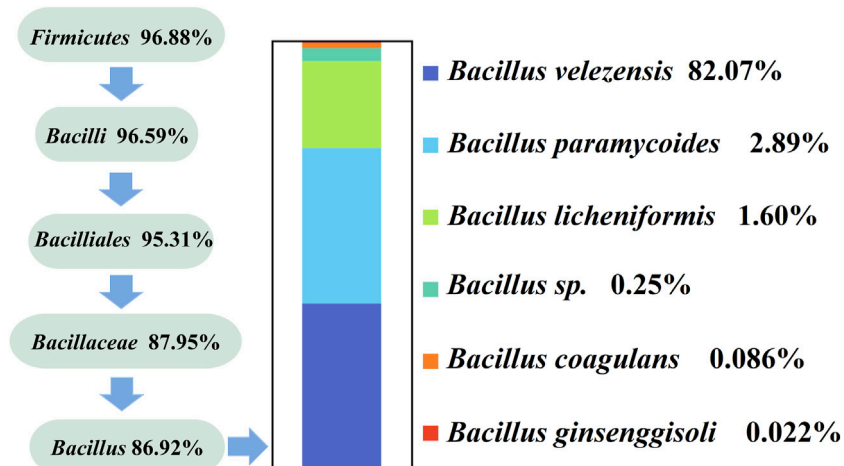 Firmicutes 96.88%
Bacilli 96.59%
Bacilliales 95.31%
Bacillaceae 87.95%
Bacillus 86.92%
Bacillus velezensis 82.07%
Bacillus paramycoides 2.89%
Bacillus licheniformis 1.60%
Bacillus sp. 0.25%
Bacillus coagulans 0.086%
Bacillus ginsenggisoli 0.022%